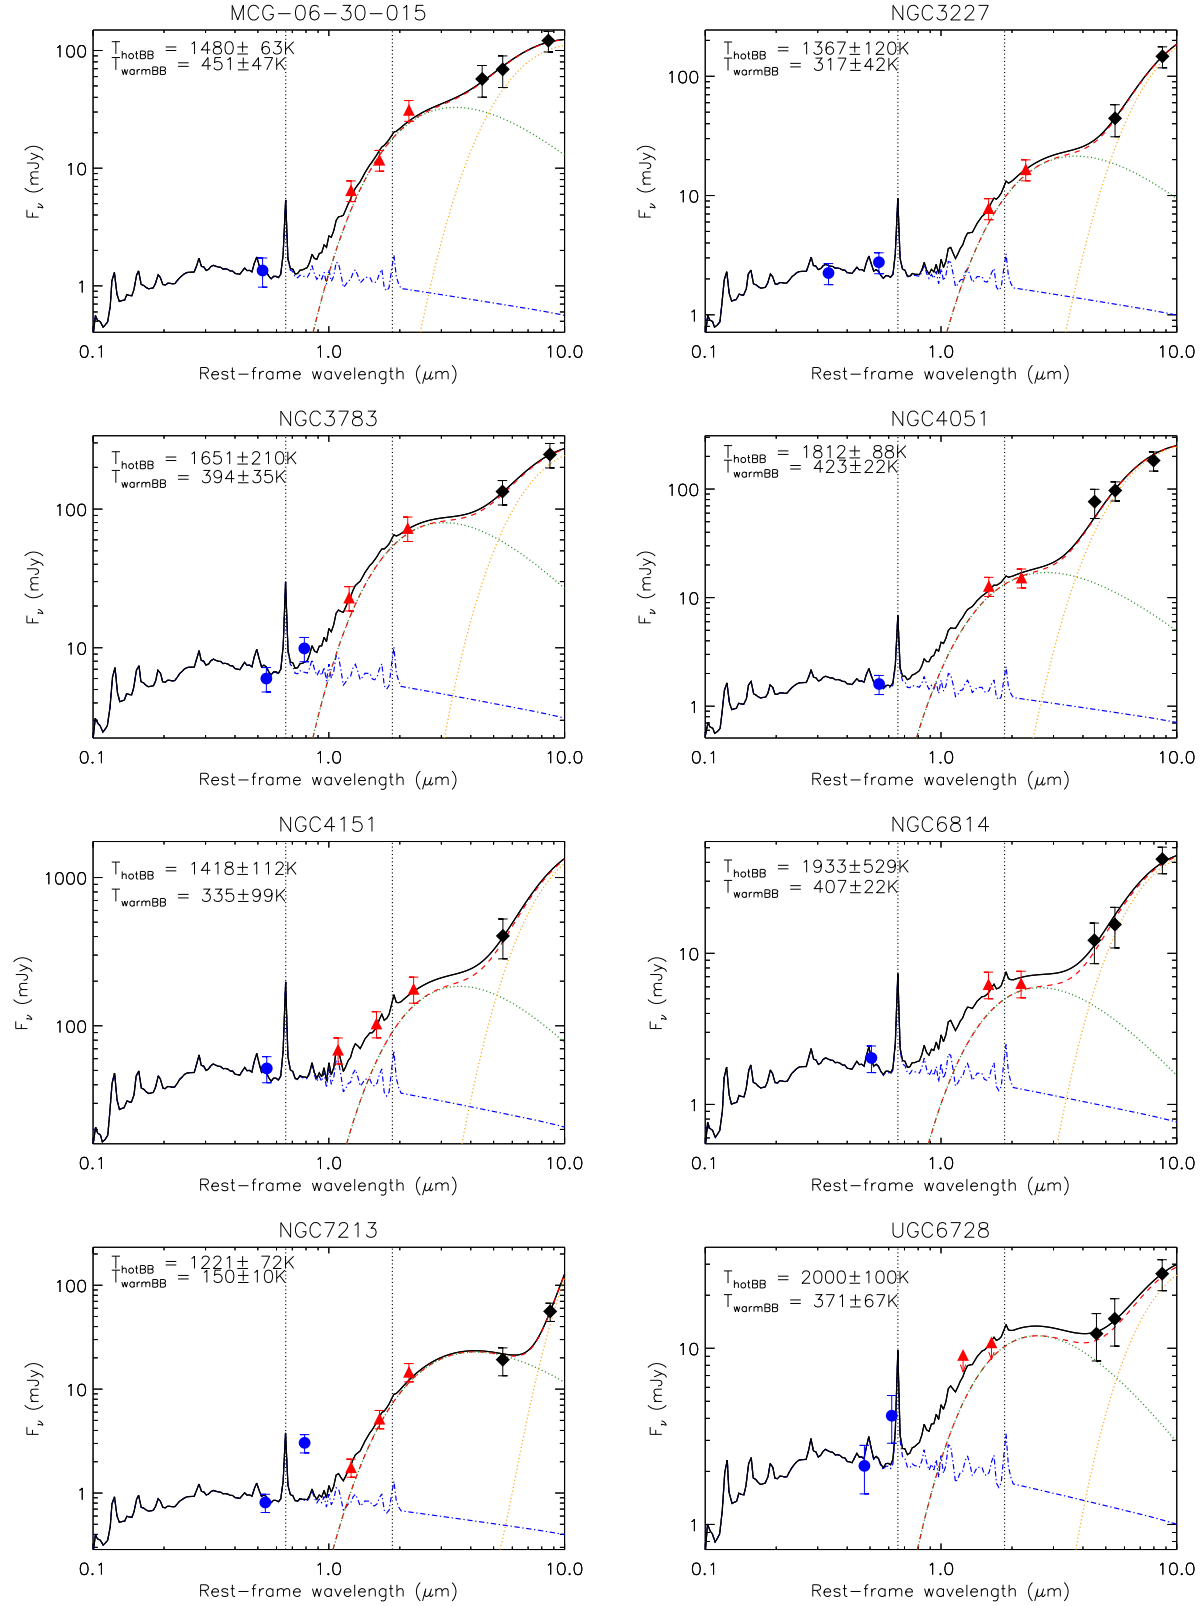 MCG−06−30−015
T_hotBB = 1480± 63K
T_warmBB = 451±47K
100
10
1
F_ν (mJy)
0.1 1.0 10.0
Rest−frame wavelength (μm)
NGC3227
T_hotBB = 1367±120K
T_warmBB = 317±42K
100
10
1
F_ν (mJy)
0.1 1.0 10.0
Rest−frame wavelength (μm)
NGC3783
T_hotBB = 1651±210K
T_warmBB = 394±35K
100
10
F_ν (mJy)
0.1 1.0 10.0
Rest−frame wavelength (μm)
NGC4051
T_hotBB = 1812± 88K
T_warmBB = 423±22K
100
10
1
F_ν (mJy)
0.1 1.0 10.0
Rest−frame wavelength (μm)
NGC4151
T_hotBB = 1418±112K
T_warmBB = 335±99K
1000
100
F_ν (mJy)
0.1 1.0 10.0
Rest−frame wavelength (μm)
NGC6814
T_hotBB = 1933±529K
T_warmBB = 407±22K
10
1
F_ν (mJy)
0.1 1.0 10.0
Rest−frame wavelength (μm)
NGC7213
T_hotBB = 1221± 72K
T_warmBB = 150±10K
100
10
1
F_ν (mJy)
0.1 1.0 10.0
Rest−frame wavelength (μm)
UGC6728
T_hotBB = 2000±100K
T_warmBB = 371±67K
10
1
F_ν (mJy)
0.1 1.0 10.0
Rest−frame wavelength (μm)